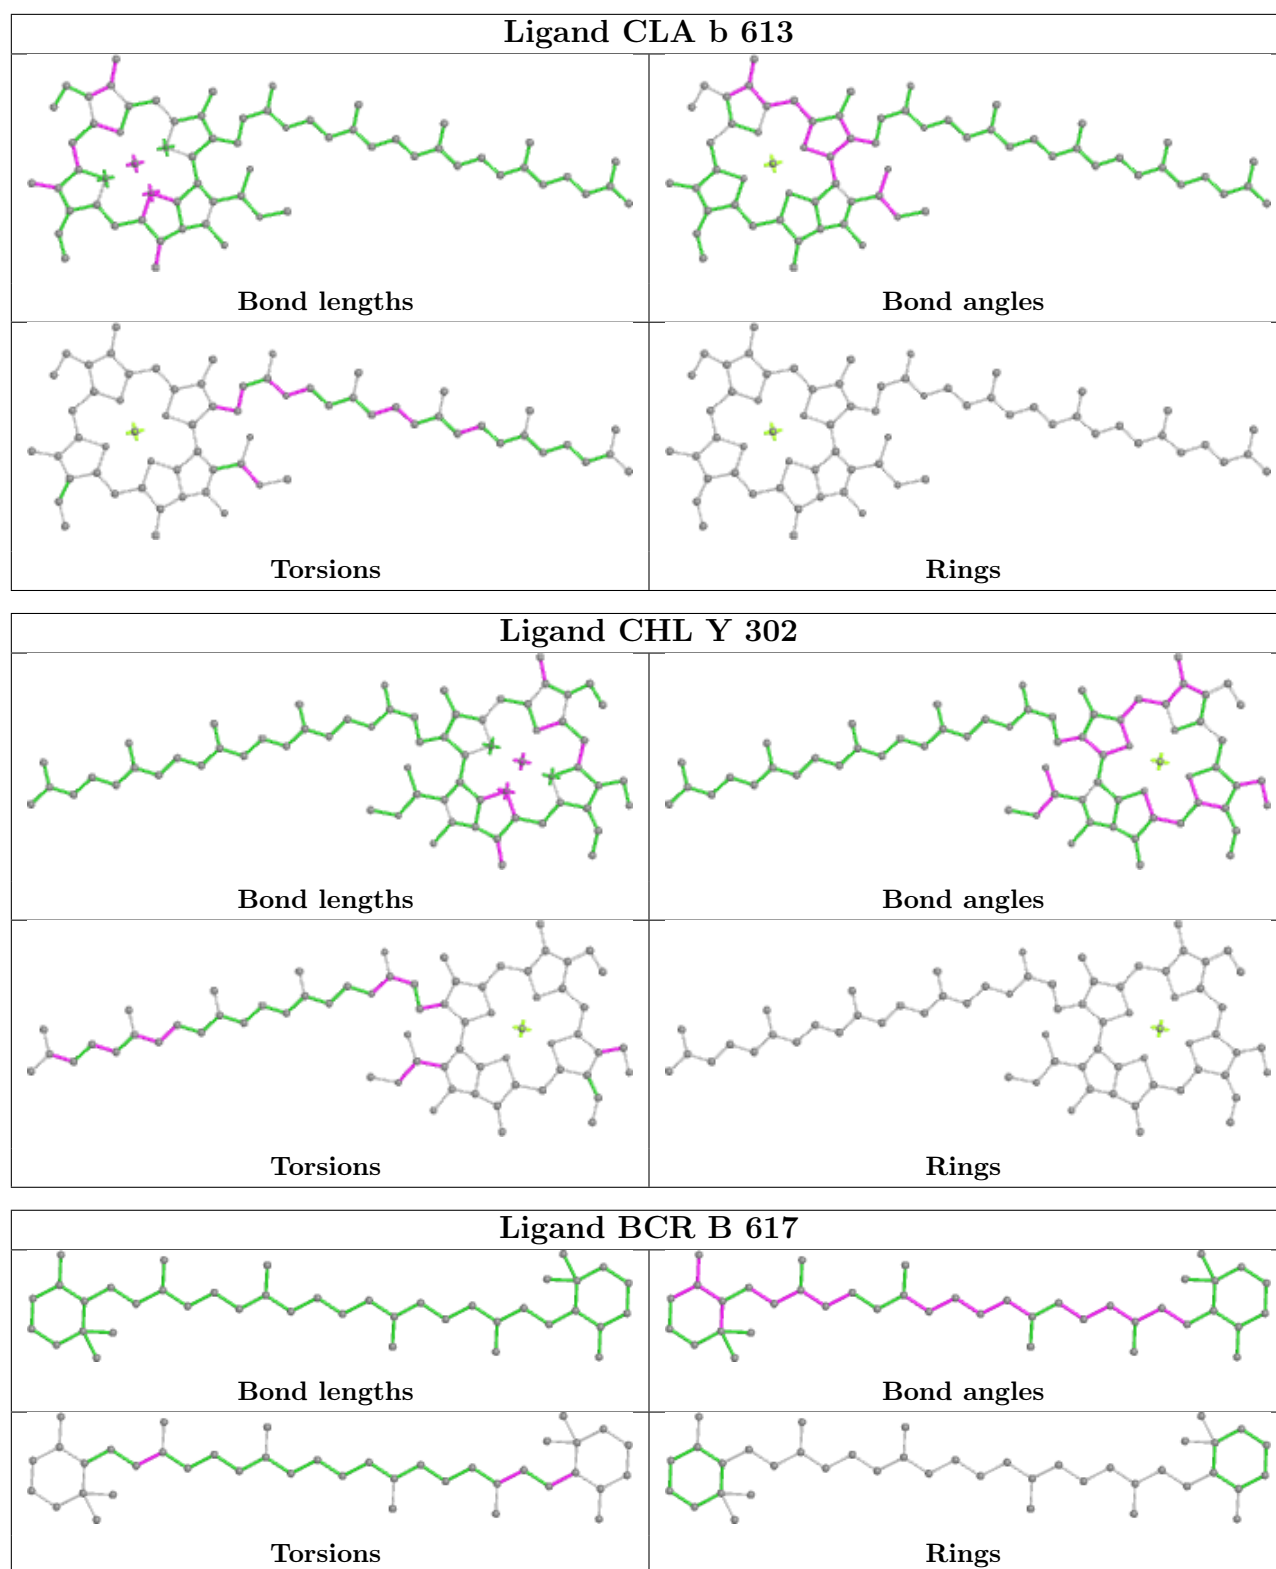 Ligand CLA b 613
Bond lengths
Bond angles
Torsions
Rings
Ligand CHL Y 302
Bond lengths
Bond angles
Torsions
Rings
Ligand BCR B 617
Bond lengths
Bond angles
Torsions
Rings